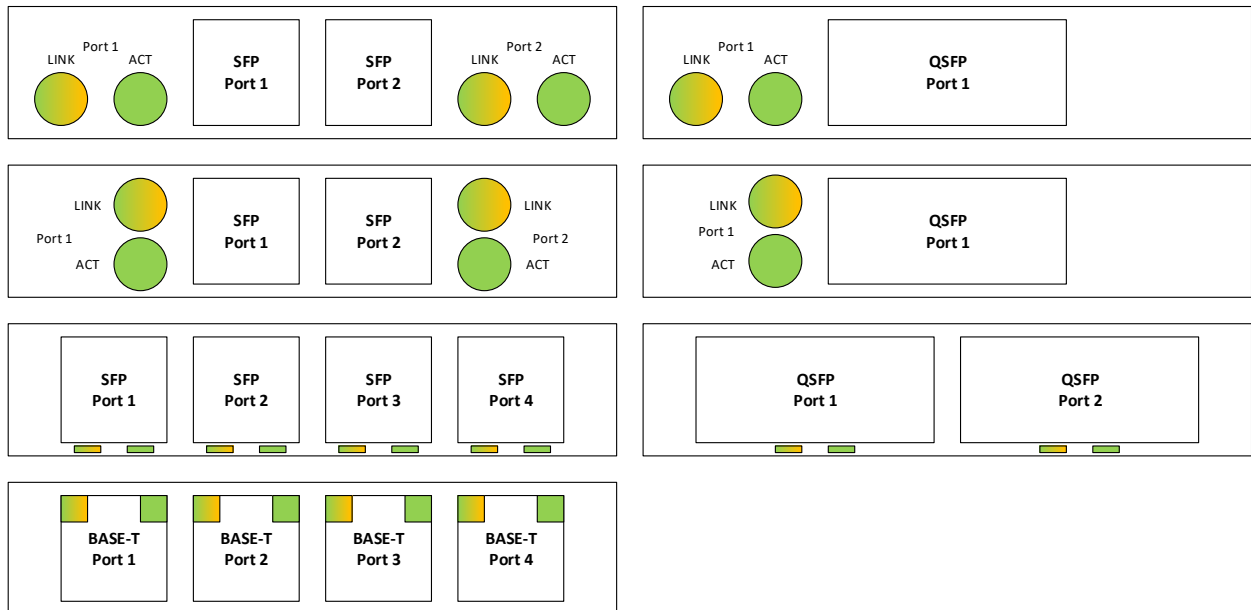 Port 1
LINK
ACT
SFP
Port 1
SFP
Port 2
Port 2
LINK
ACT
Port 1
LINK
ACT
QSFP
Port 1
LINK
Port 1
ACT
SFP
Port 1
SFP
Port 2
LINK
Port 2
ACT
LINK
Port 1
ACT
QSFP
Port 1
SFP
Port 1
SFP
Port 2
SFP
Port 3
SFP
Port 4
QSFP
Port 1
QSFP
Port 2
BASE-T
Port 1
BASE-T
Port 2
BASE-T
Port 3
BASE-T
Port 4